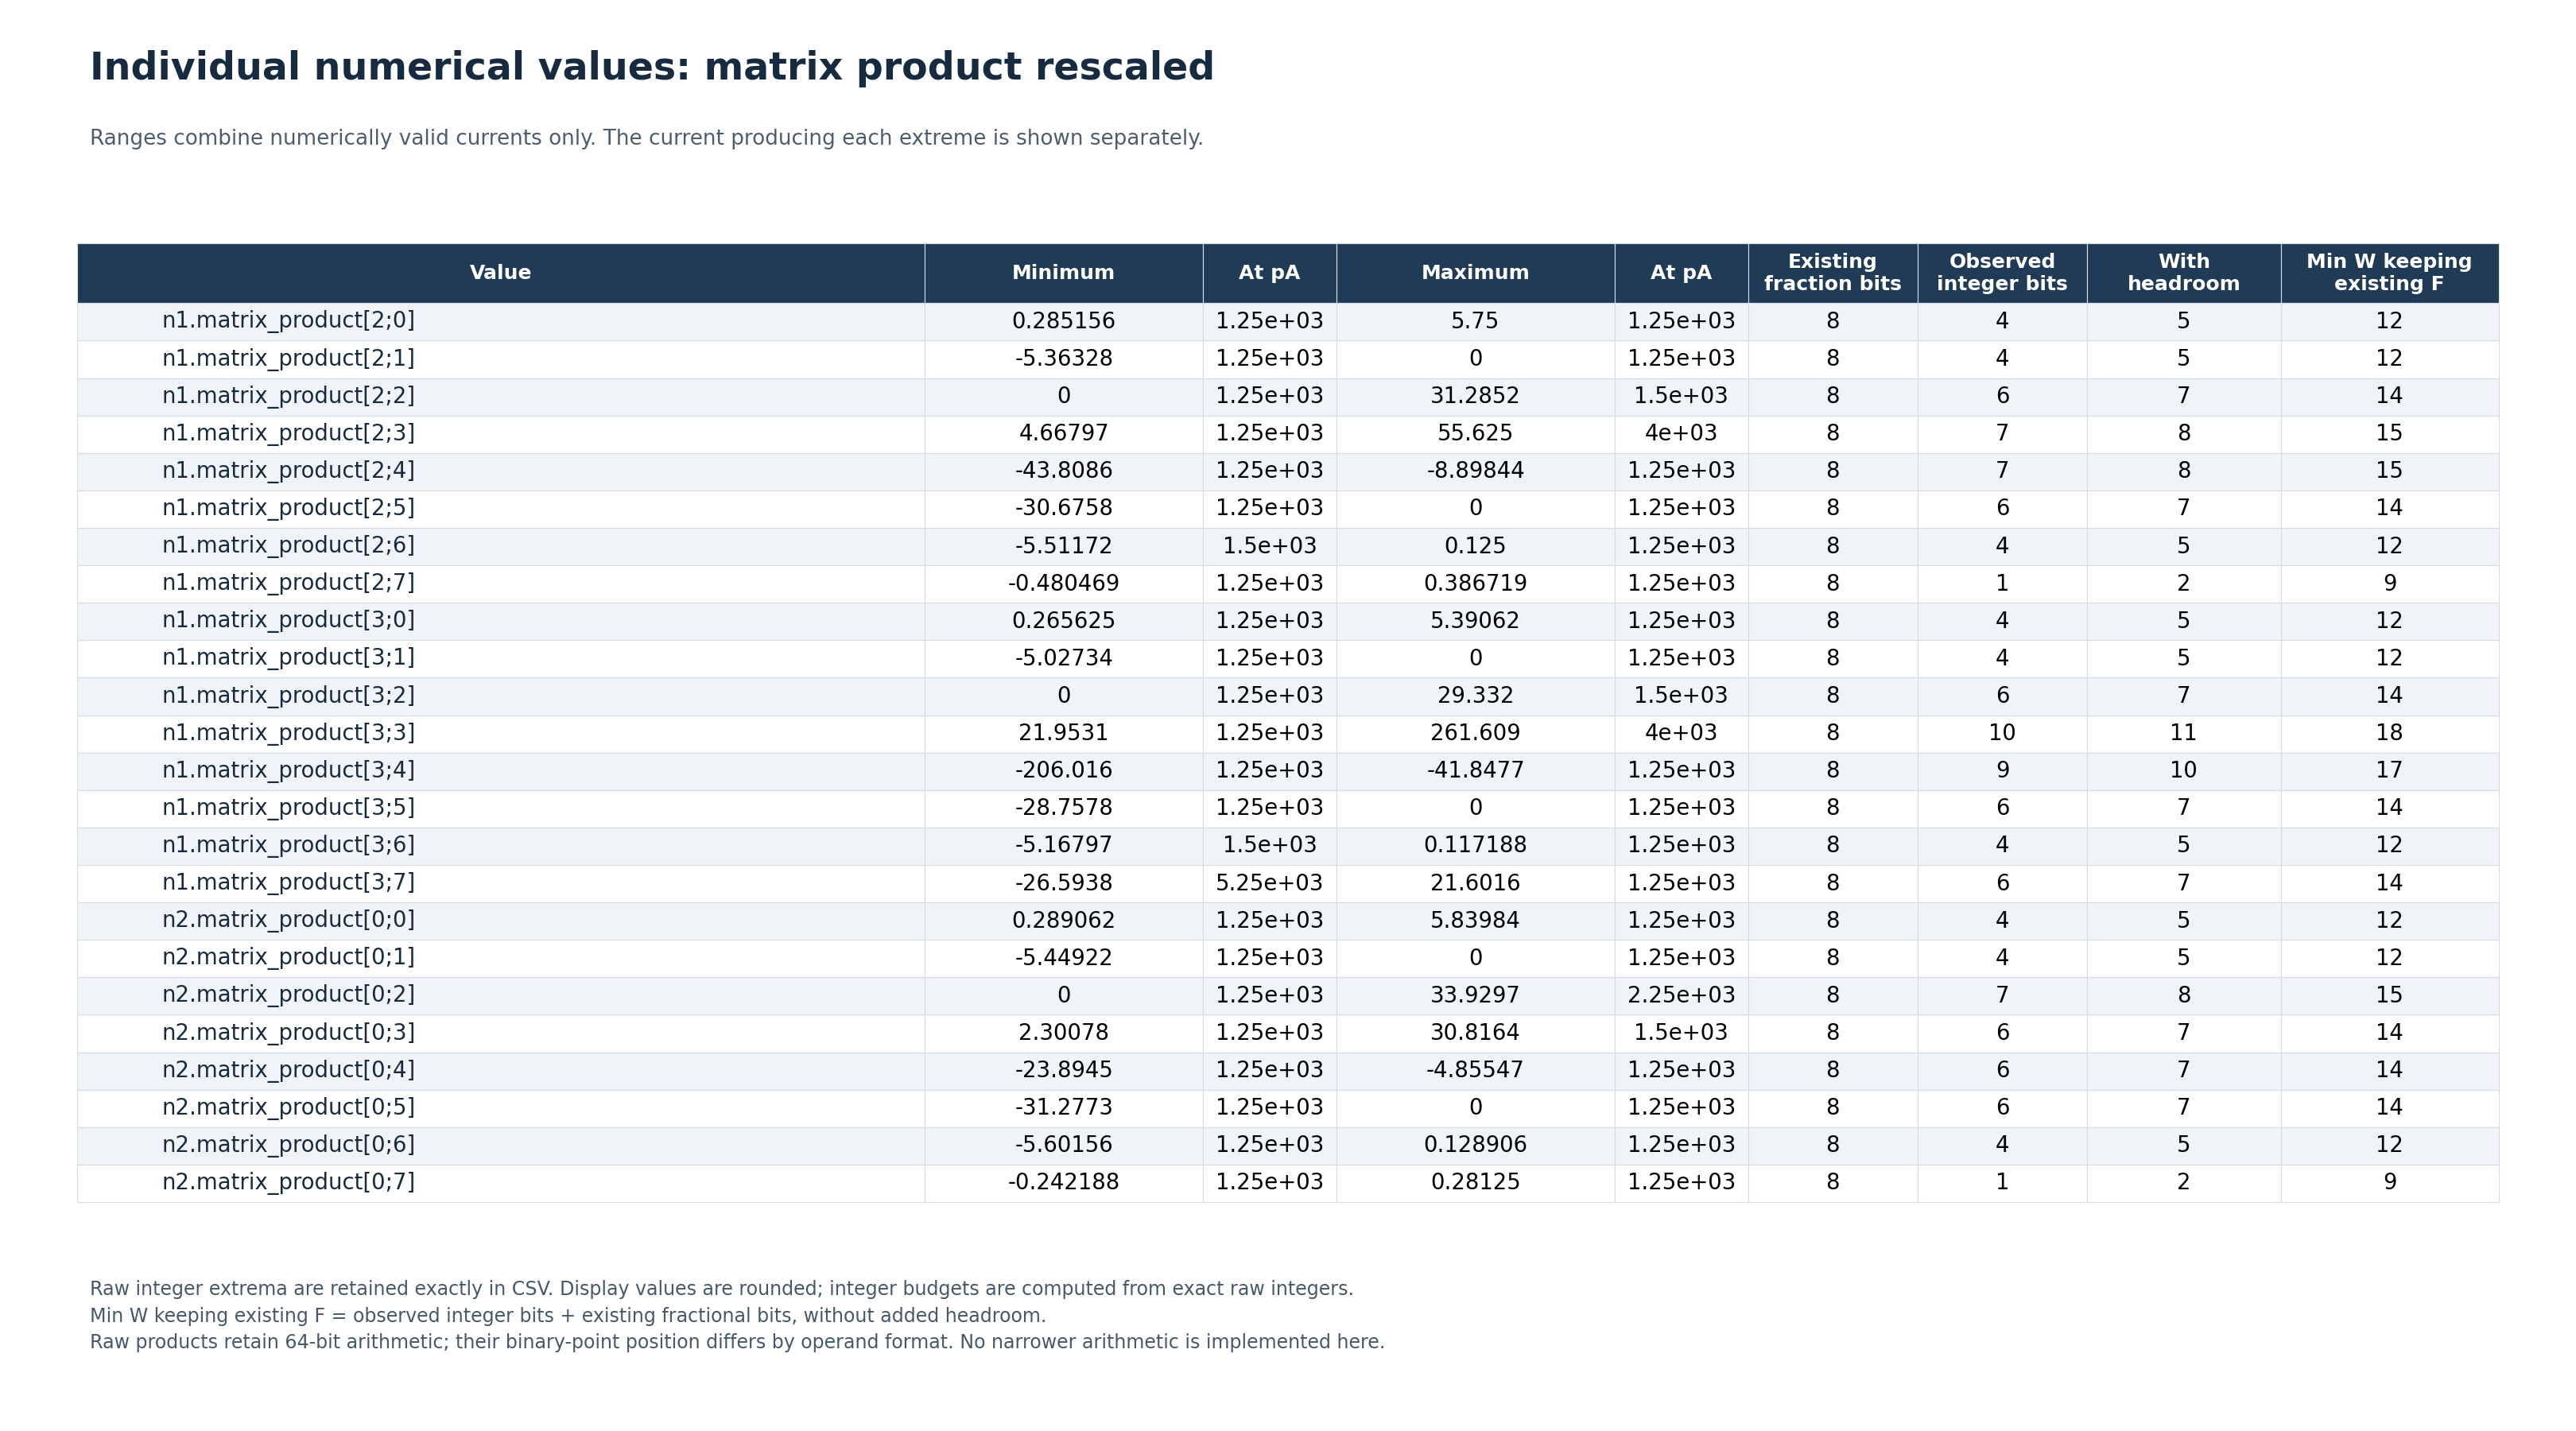 Individual numerical values: matrix product rescaled
Ranges combine numerically valid currents only. The current producing each extreme is shown separately.
Value Minimum At pA Maximum At pA Existing fraction bits Observed integer bits With headroom Min W keeping existing F
n1.matrix_product[2;0] 0.285156 1.25e+03 5.75 1.25e+03 8 4 5 12
n1.matrix_product[2;1] -5.36328 1.25e+03 0 1.25e+03 8 4 5 12
n1.matrix_product[2;2] 0 1.25e+03 31.2852 1.5e+03 8 6 7 14
n1.matrix_product[2;3] 4.66797 1.25e+03 55.625 4e+03 8 7 8 15
n1.matrix_product[2;4] -43.8086 1.25e+03 -8.89844 1.25e+03 8 7 8 15
n1.matrix_product[2;5] -30.6758 1.25e+03 0 1.25e+03 8 6 7 14
n1.matrix_product[2;6] -5.51172 1.5e+03 0.125 1.25e+03 8 4 5 12
n1.matrix_product[2;7] -0.480469 1.25e+03 0.386719 1.25e+03 8 1 2 9
n1.matrix_product[3;0] 0.265625 1.25e+03 5.39062 1.25e+03 8 4 5 12
n1.matrix_product[3;1] -5.02734 1.25e+03 0 1.25e+03 8 4 5 12
n1.matrix_product[3;2] 0 1.25e+03 29.332 1.5e+03 8 6 7 14
n1.matrix_product[3;3] 21.9531 1.25e+03 261.609 4e+03 8 10 11 18
n1.matrix_product[3;4] -206.016 1.25e+03 -41.8477 1.25e+03 8 9 10 17
n1.matrix_product[3;5] -28.7578 1.25e+03 0 1.25e+03 8 6 7 14
n1.matrix_product[3;6] -5.16797 1.5e+03 0.117188 1.25e+03 8 4 5 12
n1.matrix_product[3;7] -26.5938 5.25e+03 21.6016 1.25e+03 8 6 7 14
n2.matrix_product[0;0] 0.289062 1.25e+03 5.83984 1.25e+03 8 4 5 12
n2.matrix_product[0;1] -5.44922 1.25e+03 0 1.25e+03 8 4 5 12
n2.matrix_product[0;2] 0 1.25e+03 33.9297 2.25e+03 8 7 8 15
n2.matrix_product[0;3] 2.30078 1.25e+03 30.8164 1.5e+03 8 6 7 14
n2.matrix_product[0;4] -23.8945 1.25e+03 -4.85547 1.25e+03 8 6 7 14
n2.matrix_product[0;5] -31.2773 1.25e+03 0 1.25e+03 8 6 7 14
n2.matrix_product[0;6] -5.60156 1.25e+03 0.128906 1.25e+03 8 4 5 12
n2.matrix_product[0;7] -0.242188 1.25e+03 0.28125 1.25e+03 8 1 2 9
Raw integer extrema are retained exactly in CSV. Display values are rounded; integer budgets are computed from exact raw integers.
Min W keeping existing F = observed integer bits + existing fractional bits, without added headroom.
Raw products retain 64-bit arithmetic; their binary-point position differs by operand format. No narrower arithmetic is implemented here.